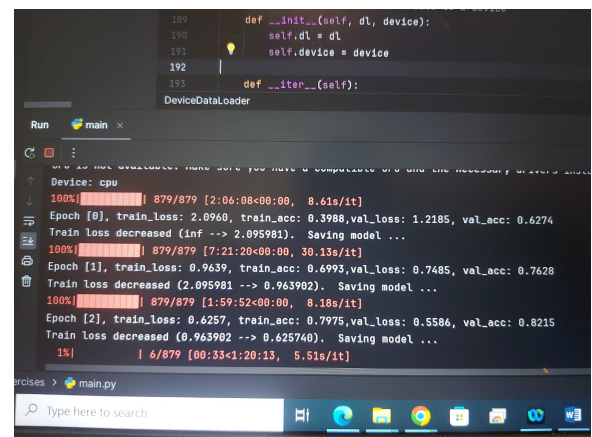 189 def __init__(self, dl, device):
190 self.dl = dl
191 self.device = device
192
193 def __iter__(self):
DeviceDataLoader
Run main ×
Device: cpu
100%| | 879/879 [2:06:08<00:00, 8.61s/it]
Epoch [0], train_loss: 2.0960, train_acc: 0.3988,val_loss: 1.2185, val_acc: 0.6274
Train loss decreased (inf --> 2.095981). Saving model ...
100%| | 879/879 [7:21:20<00:00, 30.13s/it]
Epoch [1], train_loss: 0.9639, train_acc: 0.6993,val_loss: 0.7485, val_acc: 0.7628
Train loss decreased (2.095981 --> 0.963902). Saving model ...
100%| | 879/879 [1:59:52<00:00, 8.18s/it]
Epoch [2], train_loss: 0.6257, train_acc: 0.7975,val_loss: 0.5586, val_acc: 0.8215
Train loss decreased (0.963902 --> 0.625740). Saving model ...
1%| | 6/879 [00:33<1:20:13, 5.51s/it]
ercises > main.py
Type here to search